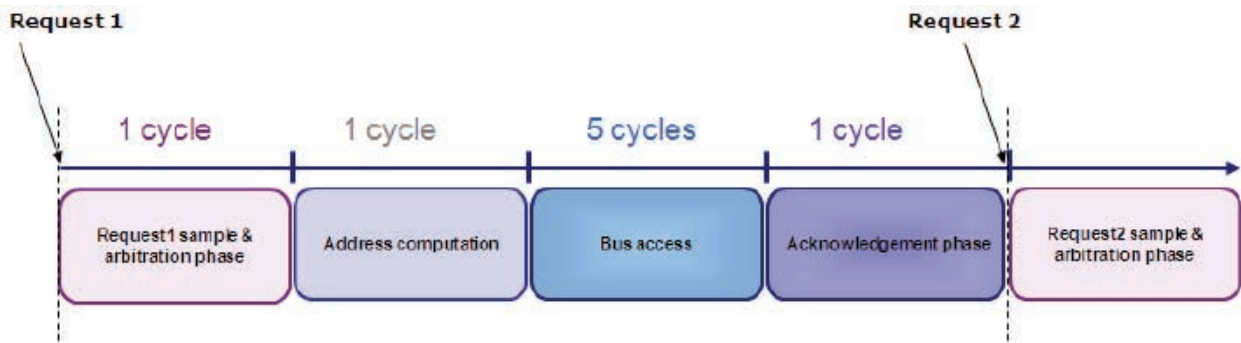 Request 1
Request 2
1 cycle
1 cycle
5 cycles
1 cycle
Request1 sample &
arbitration phase
Address computation
Bus access
Acknowledgement phase
Request2 sample &
arbitration phase